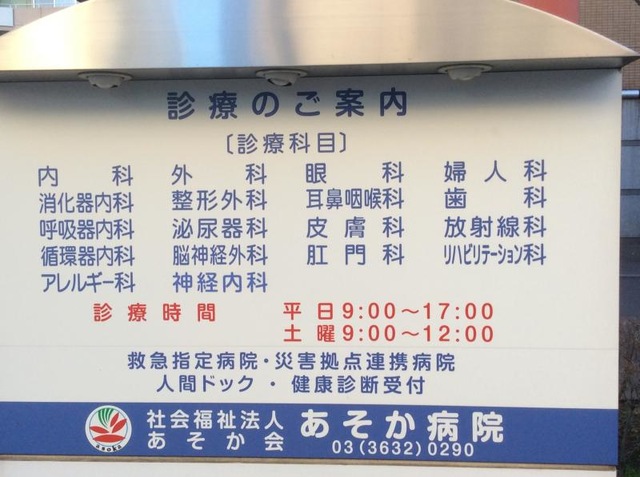 診療のご案内
〔診療科目〕
内科 外科 眼科 婦人科
消化器内科 整形外科 耳鼻咽喉科 歯科
呼吸器内科 泌尿器科 皮膚科 放射線科
循環器内科 脳神経外科 肛門科 リハビリテーション科
アレルギー科 神経内科
診療時間 平日9:00〜17:00
土曜9:00〜12:00
救急指定病院・災害拠点連携病院
人間ドック・健康診断受付
社会福祉法人 あそか病院
あそか会 03(3632)0290